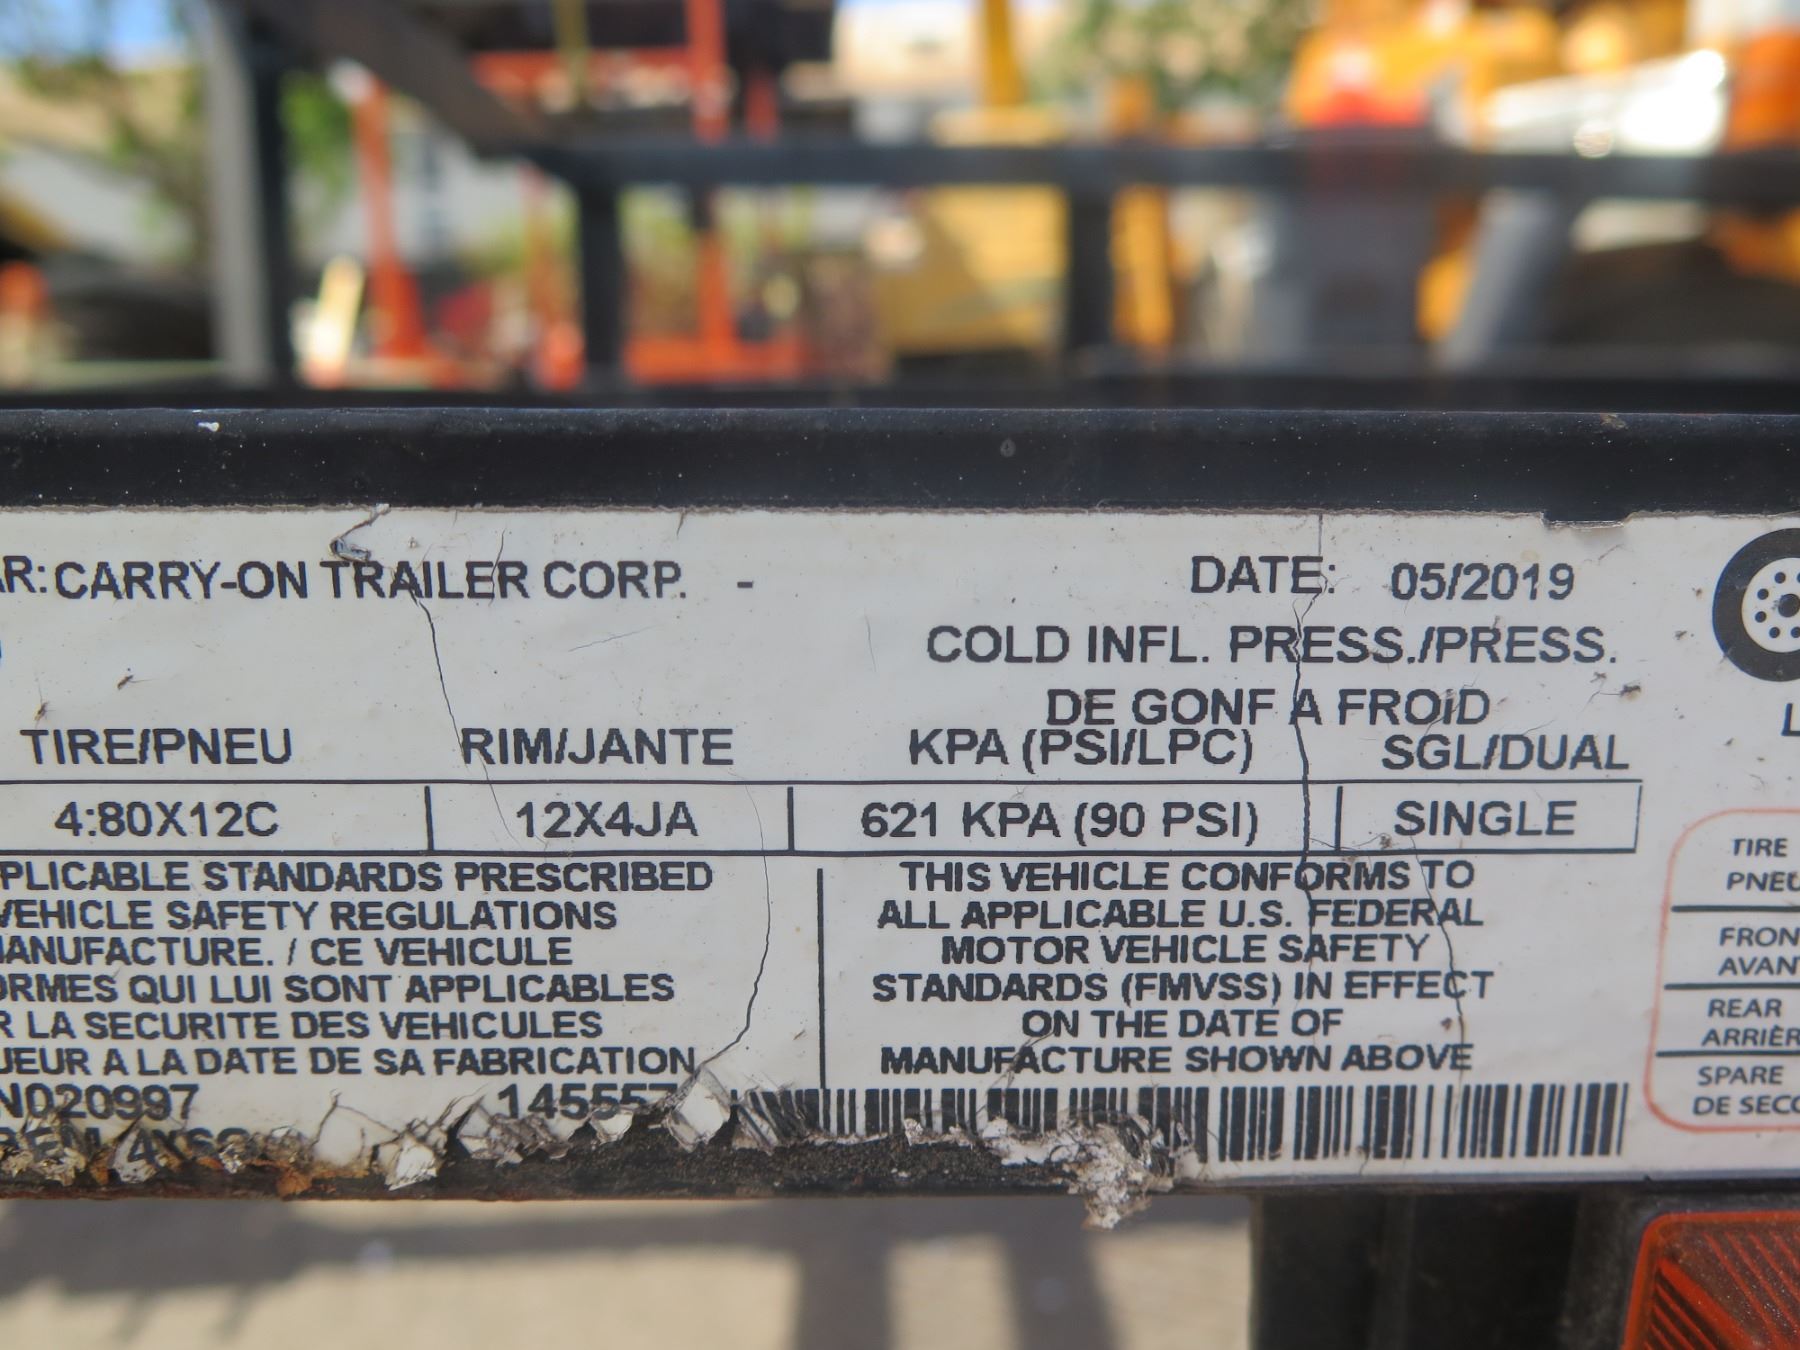 AR: CARRY-ON TRAILER CORP. - DATE: 05/2019
COLD INFL. PRESS./PRESS.
DE GONF A FROID
TIRE/PNEU RIM/JANTE KPA (PSI/LPC) SGL/DUAL
4:80X12C 12X4JA 621 KPA (90 PSI) SINGLE
PLICABLE STANDARDS PRESCRIBED
VEHICLE SAFETY REGULATIONS
MANUFACTURE. / CE VEHICULE
ORMES QUI LUI SONT APPLICABLES
R LA SECURITE DES VEHICULES
UEUR A LA DATE DE SA FABRICATION
N020997 145557
THIS VEHICLE CONFORMS TO
ALL APPLICABLE U.S. FEDERAL
MOTOR VEHICLE SAFETY
STANDARDS (FMVSS) IN EFFECT
ON THE DATE OF
MANUFACTURE SHOWN ABOVE
L
TIRE
PNEU
FRON
AVAN
REAR
ARRIÈR
SPARE
DE SECO